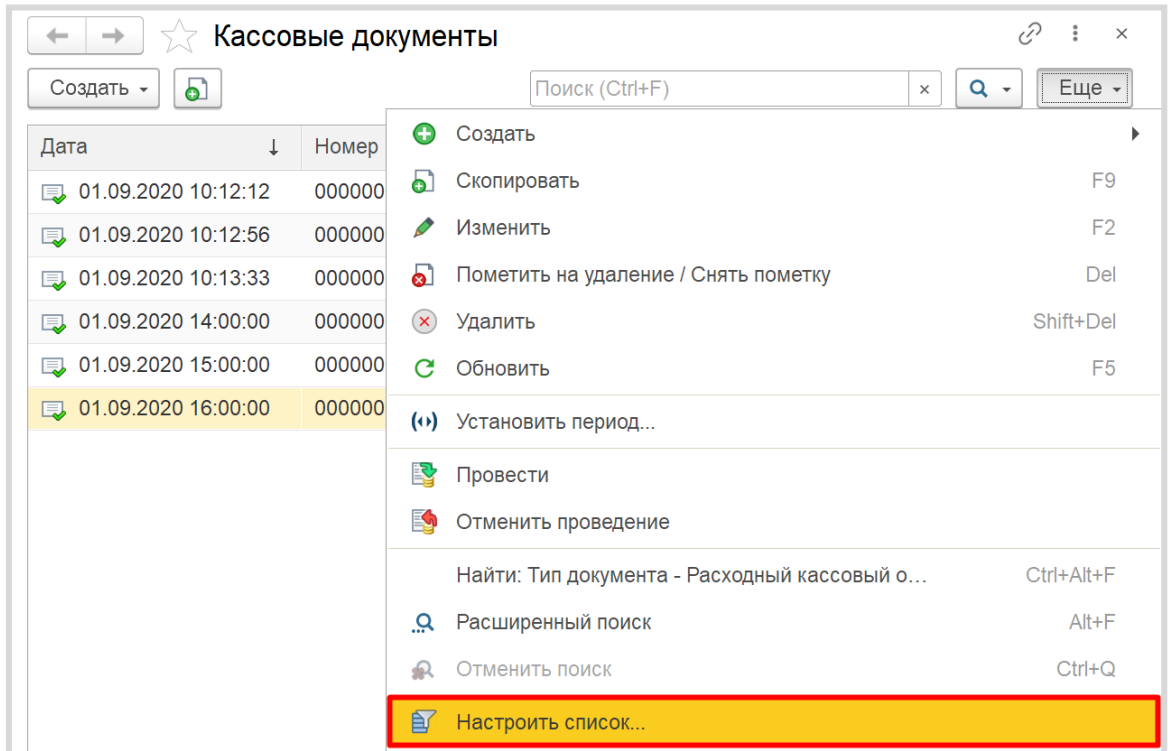 Кассовые документы
Создать
Поиск (Ctrl+F)
×
Еще
Дата ↓ Номер
01.09.2020 10:12:12 000000
01.09.2020 10:12:56 000000
01.09.2020 10:13:33 000000
01.09.2020 14:00:00 000000
01.09.2020 15:00:00 000000
01.09.2020 16:00:00 000000
Создать
Скопировать F9
Изменить F2
Пометить на удаление / Снять пометку Del
Удалить Shift+Del
Обновить F5
Установить период...
Провести
Отменить проведение
Найти: Тип документа - Расходный кассовый о... Ctrl+Alt+F
Расширенный поиск Alt+F
Отменить поиск Ctrl+Q
Настроить список...